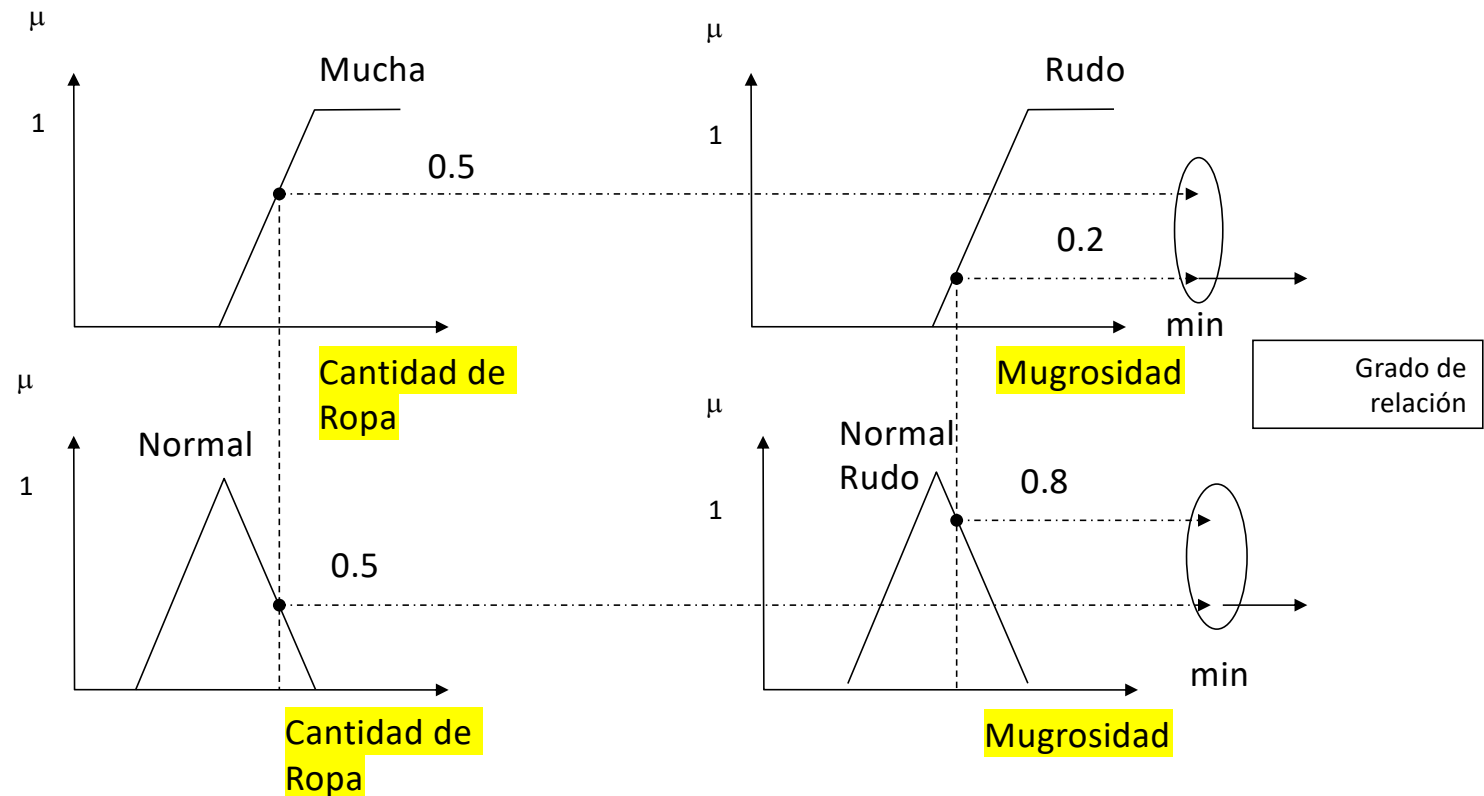 μ
μ
Mucha
Rudo
1
1
0.5
0.2
min
Cantidad de
Ropa
Mugrosidad
Grado de
relación
μ
μ
Normal
Normal
Rudo
1
1
0.8
0.5
min
Cantidad de
Ropa
Mugrosidad